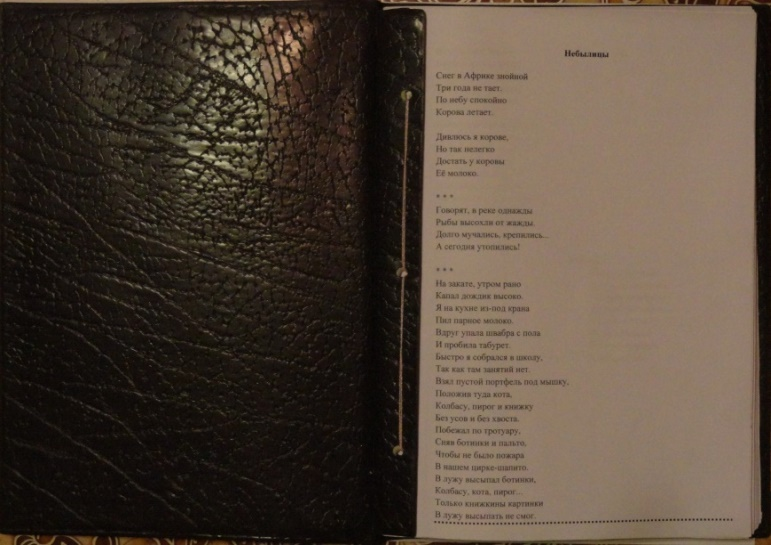 Небылицы
Снег в Африке знойной
Три года не тает.
По небу спокойно
Корова летает.
Дивлюсь я корове,
Но так нелегко
Достать у коровы
Её молоко.
* * *
Говорят, в реке однажды
Рыбы высохли от жажды.
Долго мучались, крепились...
А сегодня утопились!
* * *
На закате, утром рано
Капал дождик высоко.
Я на кухне из-под крана
Пил парное молоко.
Вдруг упала швабра с пола
И пробила табурет.
Быстро я собрался в школу,
Так как там занятий нет.
Взял пустой портфель под мышку,
Положив туда кота,
Колбасу, пирог и книжку
Без усов и без хвоста.
Побежал по тротуару,
Сняв ботинки и пальто,
Чтобы не было пожара
В нашем цирке-шапито.
В лужу высыпал ботинки,
Колбасу, кота, пирог...
Только книжкины картинки
В лужу высыпать не смог.